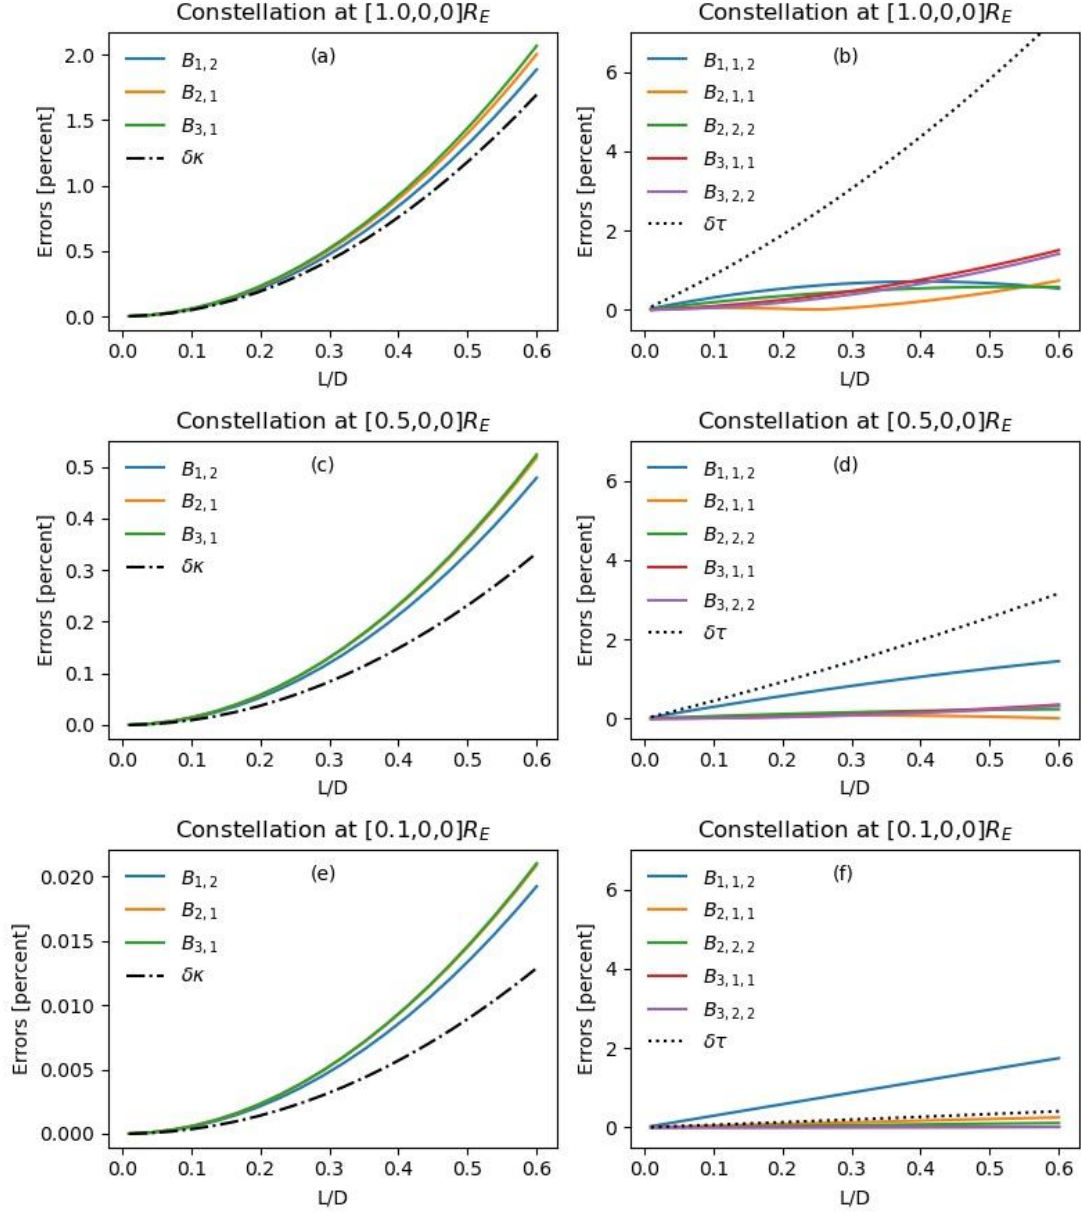 Constellation at [1.0,0,0]R_E
(a)
B_{1,2}
B_{2,1}
B_{3,1}
δκ
Errors [percent]
2.0
1.5
1.0
0.5
0.0
0.0 0.1 0.2 0.3 0.4 0.5 0.6
L/D
Constellation at [1.0,0,0]R_E
(b)
B_{1,1,2}
B_{2,1,1}
B_{2,2,2}
B_{3,1,1}
B_{3,2,2}
δτ
Errors [percent]
6
4
2
0
0.0 0.1 0.2 0.3 0.4 0.5 0.6
L/D
Constellation at [0.5,0,0]R_E
(c)
B_{1,2}
B_{2,1}
B_{3,1}
δκ
Errors [percent]
0.5
0.4
0.3
0.2
0.1
0.0
0.0 0.1 0.2 0.3 0.4 0.5 0.6
L/D
Constellation at [0.5,0,0]R_E
(d)
B_{1,1,2}
B_{2,1,1}
B_{2,2,2}
B_{3,1,1}
B_{3,2,2}
δτ
Errors [percent]
6
4
2
0
0.0 0.1 0.2 0.3 0.4 0.5 0.6
L/D
Constellation at [0.1,0,0]R_E
(e)
B_{1,2}
B_{2,1}
B_{3,1}
δκ
Errors [percent]
0.020
0.015
0.010
0.005
0.000
0.0 0.1 0.2 0.3 0.4 0.5 0.6
L/D
Constellation at [0.1,0,0]R_E
(f)
B_{1,1,2}
B_{2,1,1}
B_{2,2,2}
B_{3,1,1}
B_{3,2,2}
δτ
Errors [percent]
6
4
2
0
0.0 0.1 0.2 0.3 0.4 0.5 0.6
L/D